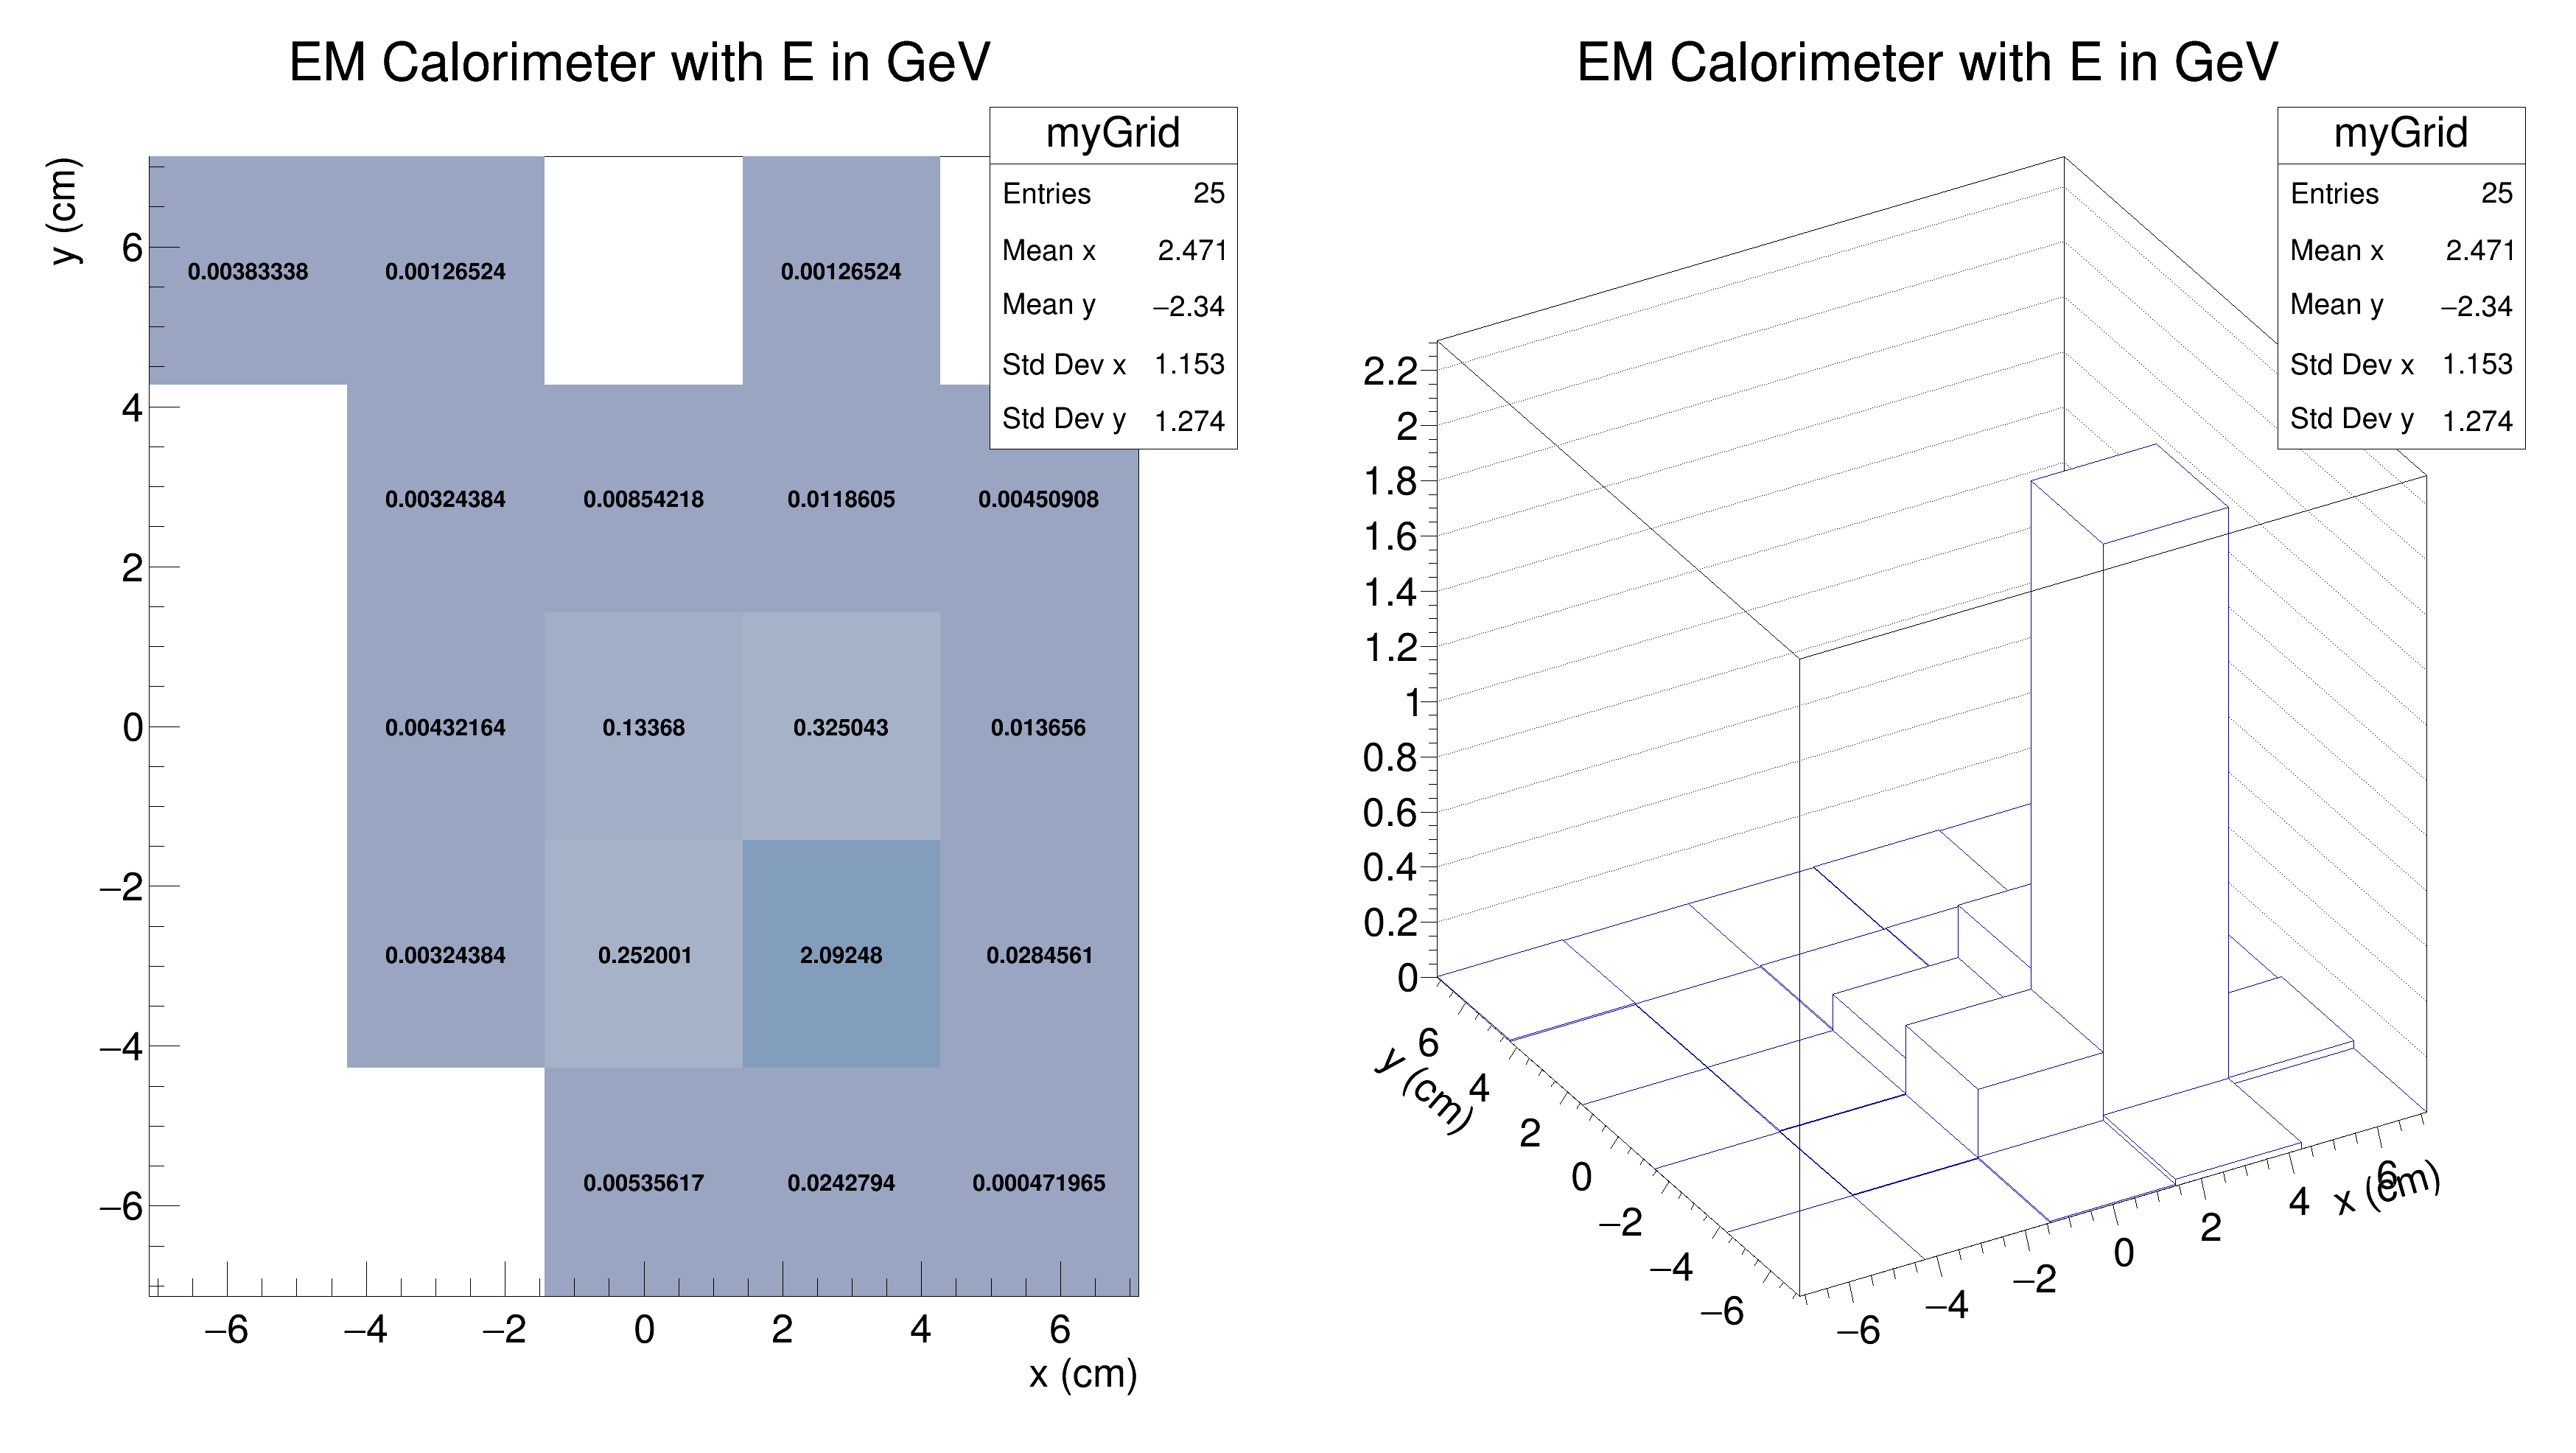 EM Calorimeter with E in GeV
myGrid
Entries 25
Mean x 2.471
Mean y −2.34
Std Dev x 1.153
Std Dev y 1.274
y (cm)
6
4
2
0
−2
−4
−6
0.00383338 0.00126524 0.00126524
0.00324384 0.00854218 0.0118605 0.00450908
0.00432164 0.13368 0.325043 0.013656
0.00324384 0.252001 2.09248 0.0284561
0.00535617 0.0242794 0.000471965
−6 −4 −2 0 2 4 6
x (cm)
EM Calorimeter with E in GeV
myGrid
Entries 25
Mean x 2.471
Mean y −2.34
Std Dev x 1.153
Std Dev y 1.274
2.2
2
1.8
1.6
1.4
1.2
1
0.8
0.6
0.4
0.2
0
y (cm)
6
4
2
0
−2
−4
−6
−6
−4
−2
0
2
4
6
x (cm)